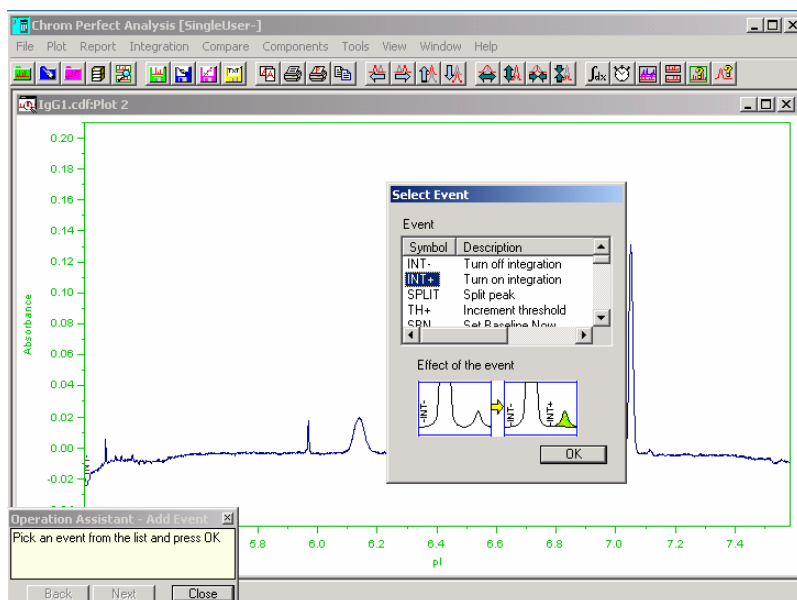 Chrom Perfect Analysis [SingleUser-]
File Plot Report Integration Compare Components Tools View Window Help
IgG1.cdf:Plot 2
0.20
0.18
0.16
0.14
0.12
0.10
0.08
0.06
0.04
0.02
0.00
-0.02
Absorbance
Select Event
Event
Symbol Description
INT- Turn off integration
INT+ Turn on integration
SPLIT Split peak
TH+ Increment threshold
SBN Set Baseline Now
Effect of the event
-INT- -INT- INT+
OK
5.8 6.0 6.2 6.4 6.6 6.8 7.0 7.2 7.4
pI
Operation Assistant - Add Event
Pick an event from the list and press OK
Back Next Close